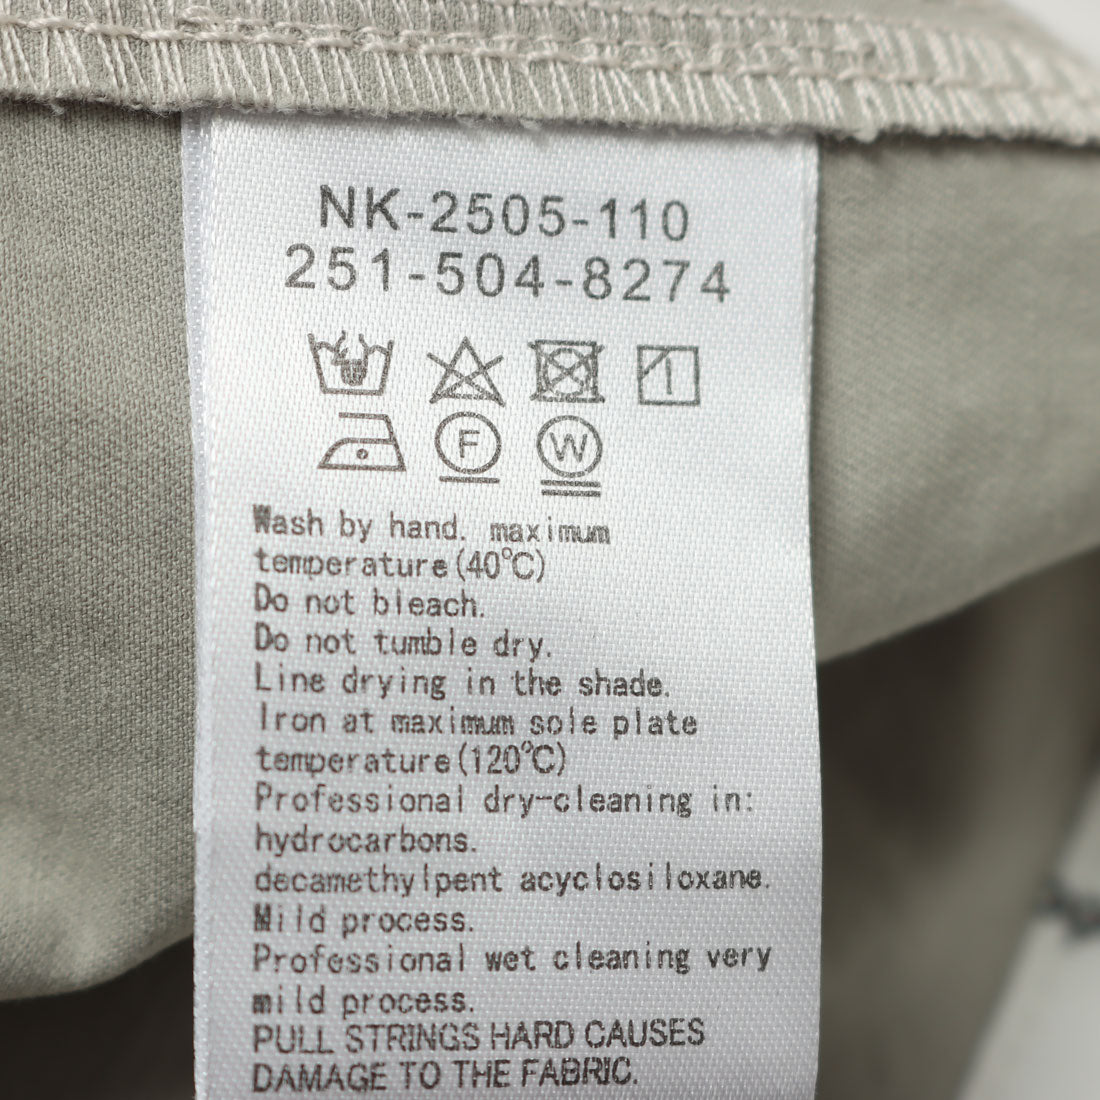 NK-2505-110
251-504-8274
F W
Wash by hand. maximum
temperature(40℃)
Do not bleach.
Do not tumble dry.
Line drying in the shade.
Iron at maximum sole plate
temperature(120℃)
Professional dry-cleaning in:
hydrocarbons.
decamethylpent acyclosiloxane.
Mild process.
Professional wet cleaning very
mild process.
PULL STRINGS HARD CAUSES
DAMAGE TO THE FABRIC.